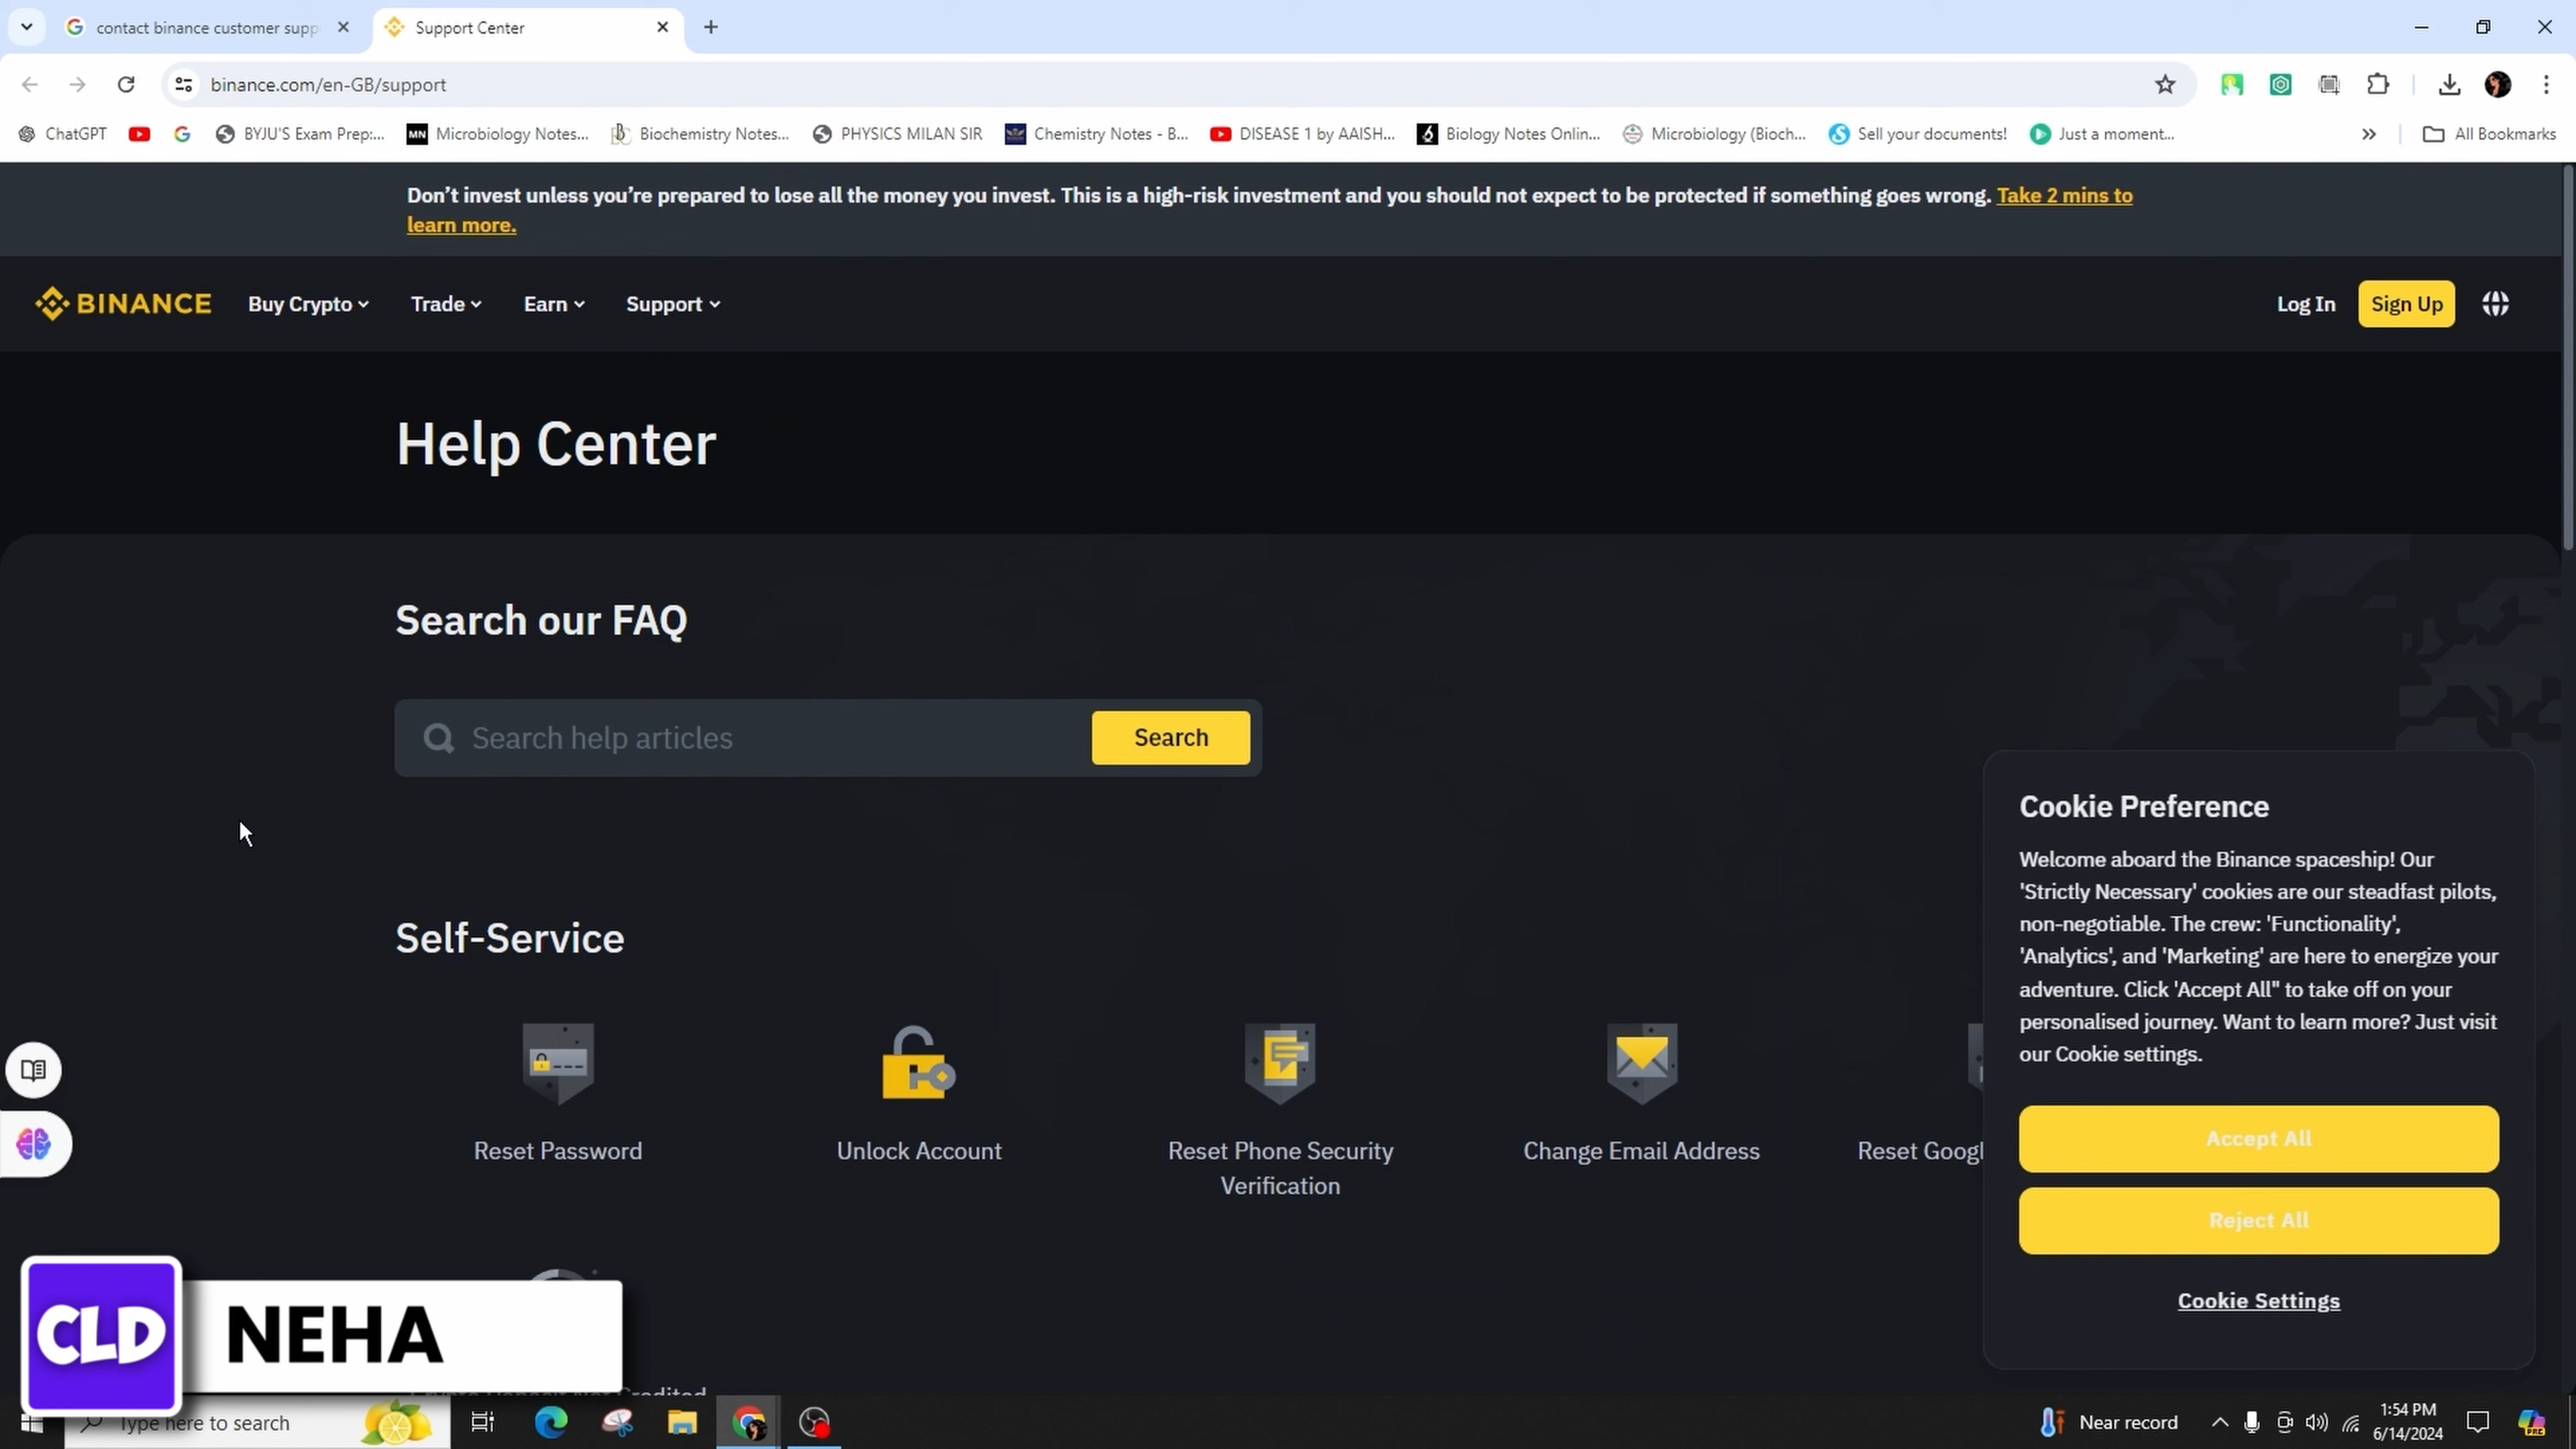 contact binance customer supp
Support Center
binance.com/en-GB/support
ChatGPT
BYJU'S Exam Prep:...
MN
Microbiology Notes...
Biochemistry Notes...
PHYSICS MILAN SIR
Chemistry Notes - B...
DISEASE 1 by AAISH...
Biology Notes Onlin...
Microbiology (Bioch...
Sell your documents!
Just a moment...
All Bookmarks
Don't invest unless you're prepared to lose all the money you invest. This is a high-risk investment and you should not expect to be protected if something goes wrong. Take 2 mins to
learn more.
BINANCE
Buy Crypto
Trade
Earn
Support
Log In
Sign Up
Help Center
Search our FAQ
Search help articles
Search
Self-Service
Reset Password
Unlock Account
Reset Phone Security
Verification
Change Email Address
Reset Googl
Cookie Preference
Welcome aboard the Binance spaceship! Our
'Strictly Necessary' cookies are our steadfast pilots,
non-negotiable. The crew: 'Functionality',
'Analytics', and 'Marketing' are here to energize your
adventure. Click 'Accept All" to take off on your
personalised journey. Want to learn more? Just visit
our Cookie settings.
Accept All
Reject All
Cookie Settings
CLD
NEHA
Type here to search
Near record
1:54 PM
6/14/2024